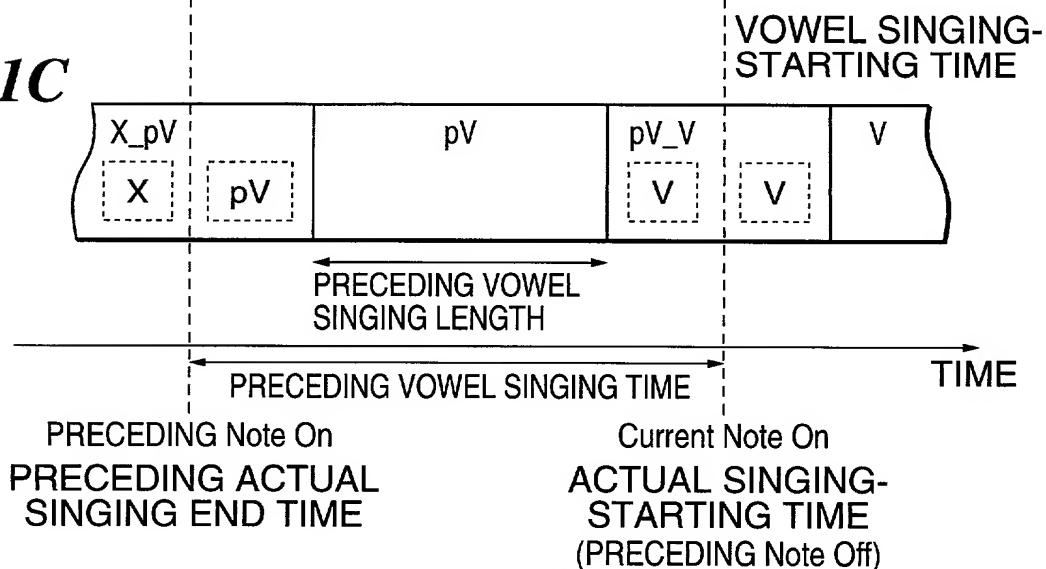 VOWEL SINGING-
STARTING TIME
1C
X_pV pV pV_V V
X pV V V
PRECEDING VOWEL
SINGING LENGTH
TIME
PRECEDING VOWEL SINGING TIME
PRECEDING Note On
PRECEDING ACTUAL
SINGING END TIME
Current Note On
ACTUAL SINGING-
STARTING TIME
(PRECEDING Note Off)